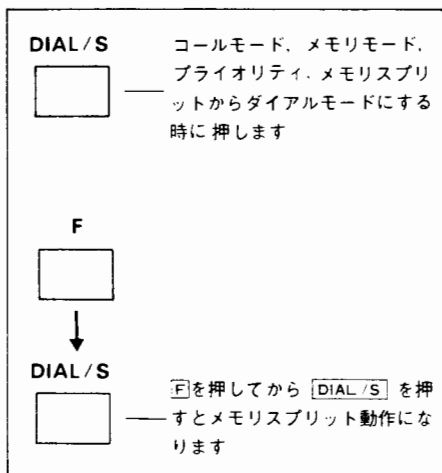 DIAL/S
コールモード、メモリモード、
プライオリティ、メモリスプリ
ットからダイアルモードにする
時に押します
F
DIAL/S
Fを押してから DIAL/S を押
すとメモリスプリット動作にな
ります